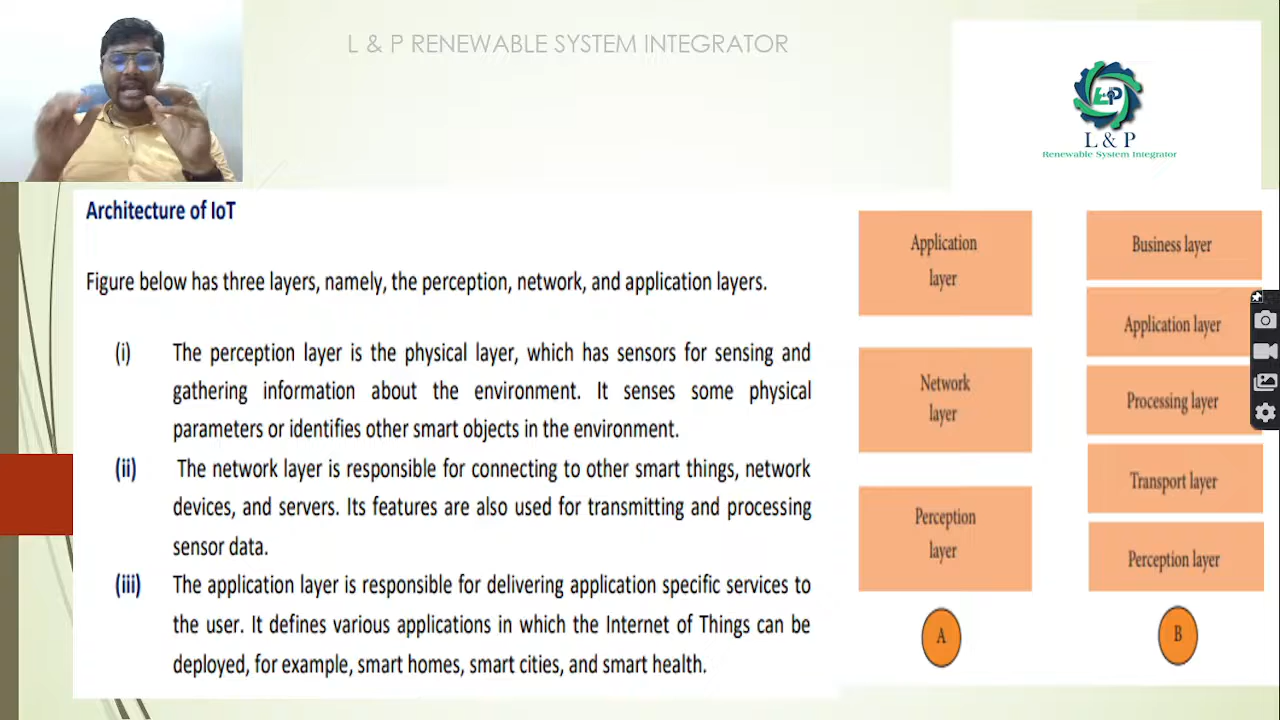 L & P RENEWABLE SYSTEM INTEGRATOR
L&P
L & P
Renewable System Integrator
Architecture of IoT
Figure below has three layers, namely, the perception, network, and application layers.
(i) The perception layer is the physical layer, which has sensors for sensing and
gathering information about the environment. It senses some physical
parameters or identifies other smart objects in the environment.
(ii) The network layer is responsible for connecting to other smart things, network
devices, and servers. Its features are also used for transmitting and processing
sensor data.
(iii) The application layer is responsible for delivering application specific services to
the user. It defines various applications in which the Internet of Things can be
deployed, for example, smart homes, smart cities, and smart health.
Application
layer
Network
layer
Perception
layer
A
Business layer
Application layer
Processing layer
Transport layer
Perception layer
B